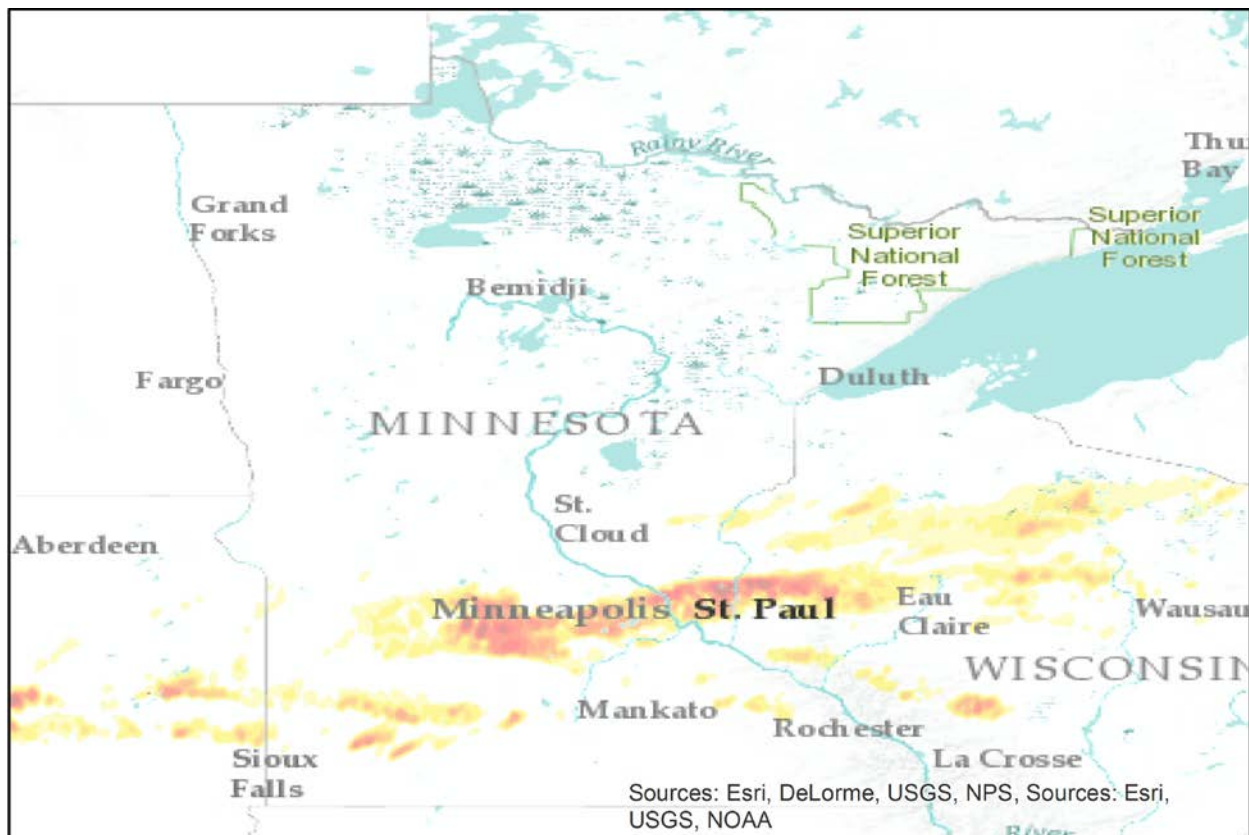 Rainy River
Thu
Bay
Grand
Forks
Superior
National
Forest
Superior
National
Forest
Bemidji
Fargo
Duluth
MINNESOTA
St.
Cloud
Aberdeen
Minneapolis St. Paul
Eau
Claire
Wausau
WISCONSIN
Mankato
Rochester
Sioux
Falls
La Crosse
Sources: Esri, DeLorme, USGS, NPS, Sources: Esri,
USGS, NOAA